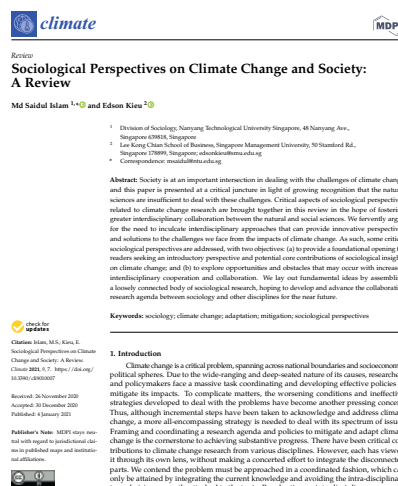 climate
MDPI
Review
Sociological Perspectives on Climate Change and Society:
A Review
Md Saidul Islam 1,* and Edson Kieu 2
1 Division of Sociology, Nanyang Technological University Singapore, 48 Nanyang Ave.,
Singapore 639818, Singapore
2 Lee Kong Chian School of Business, Singapore Management University, 50 Stamford Rd.,
Singapore 178899, Singapore; edsonkieu@smu.edu.sg
* Correspondence: msaidul@ntu.edu.sg
Abstract: Society is at an important intersection in dealing with the challenges of climate chang
and this paper is presented at a critical juncture in light of growing recognition that the natur
sciences are insufficient to deal with these challenges. Critical aspects of sociological perspectiv
related to climate change research are brought together in this review in the hope of fosterin
greater interdisciplinary collaboration between the natural and social sciences. We fervently argu
for the need to inculcate interdisciplinary approaches that can provide innovative perspectiv
and solutions to the challenges we face from the impacts of climate change. As such, some critic
sociological perspectives are addressed, with two objectives: (a) to provide a foundational opening f
readers seeking an introductory perspective and potential core contributions of sociological insigh
on climate change; and (b) to explore opportunities and obstacles that may occur with increase
interdisciplinary cooperation and collaboration. We lay out fundamental ideas by assembli
a loosely connected body of sociological research, hoping to develop and advance the collaborati
research agenda between sociology and other disciplines for the near future.
Keywords: sociology; climate change; adaptation; mitigation; sociological perspectives
check for
updates
Citation: Islam, M.S.; Kieu, E.
Sociological Perspectives on Climate
Change and Society: A Review.
Climate 2021, 9, 7. https://doi.org/
10.3390/cli9010007
Received: 26 November 2020
Accepted: 30 December 2020
Published: 4 January 2021
Publisher's Note: MDPI stays neu-
tral with regard to jurisdictional clai-
ms in published maps and institutio-
nal affiliations.
1. Introduction
Climate change is a critical problem, spanning across national boundaries and socioeconom
political spheres. Due to the wide-ranging and deep-seated nature of its causes, researche
and policymakers face a massive task coordinating and developing effective policies
mitigate its impacts. To complicate matters, the worsening conditions and ineffecti
strategies developed to deal with the problems have become another pressing concer
Thus, although incremental steps have been taken to acknowledge and address clima
change, a more all-encompassing strategy is needed to deal with its spectrum of issu
Framing and coordinating a research agenda and policies to mitigate and adapt clima
change is the cornerstone to achieving substantive progress. There have been critical co
tributions to climate change research from various disciplines. However, each has view
it through its own lens, without making a concerted effort to integrate the disconnecte
parts. We contend the problem must be approached in a coordinated fashion, which ca
only be attained by integrating the current knowledge and avoiding the intra-disciplina